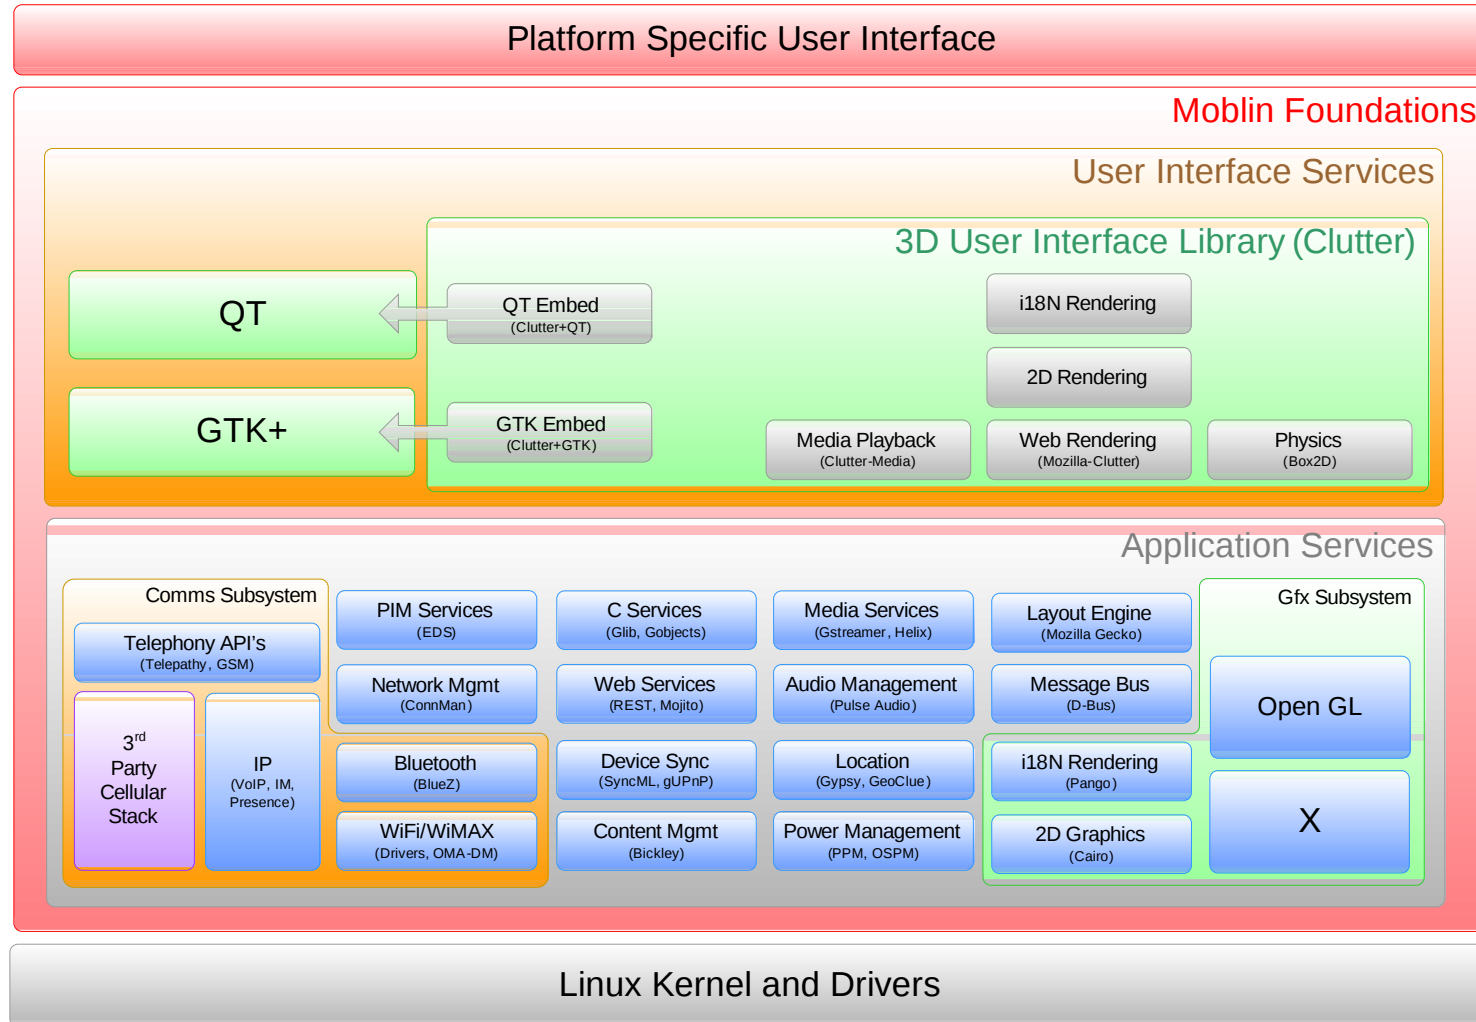 Platform Specific User Interface
Moblin Foundations
User Interface Services
3D User Interface Library (Clutter)
QT
QT Embed
(Clutter+QT)
i18N Rendering
2D Rendering
GTK+
GTK Embed
(Clutter+GTK)
Media Playback
(Clutter-Media)
Web Rendering
(Mozilla-Clutter)
Physics
(Box2D)
Application Services
Comms Subsystem
Telephony API's
(Telepathy, GSM)
3rd
Party
Cellular
Stack
IP
(VoIP, IM,
Presence)
PIM Services
(EDS)
C Services
(Glib, Gobjects)
Media Services
(Gstreamer, Helix)
Layout Engine
(Mozilla Gecko)
Network Mgmt
(ConnMan)
Web Services
(REST, Mojito)
Audio Management
(Pulse Audio)
Message Bus
(D-Bus)
Bluetooth
(BlueZ)
Device Sync
(SyncML, gUPnP)
Location
(Gypsy, GeoClue)
i18N Rendering
(Pango)
WiFi/WiMAX
(Drivers, OMA-DM)
Content Mgmt
(Bickley)
Power Management
(PPM, OSPM)
2D Graphics
(Cairo)
Gfx Subsystem
Open GL
X
Linux Kernel and Drivers